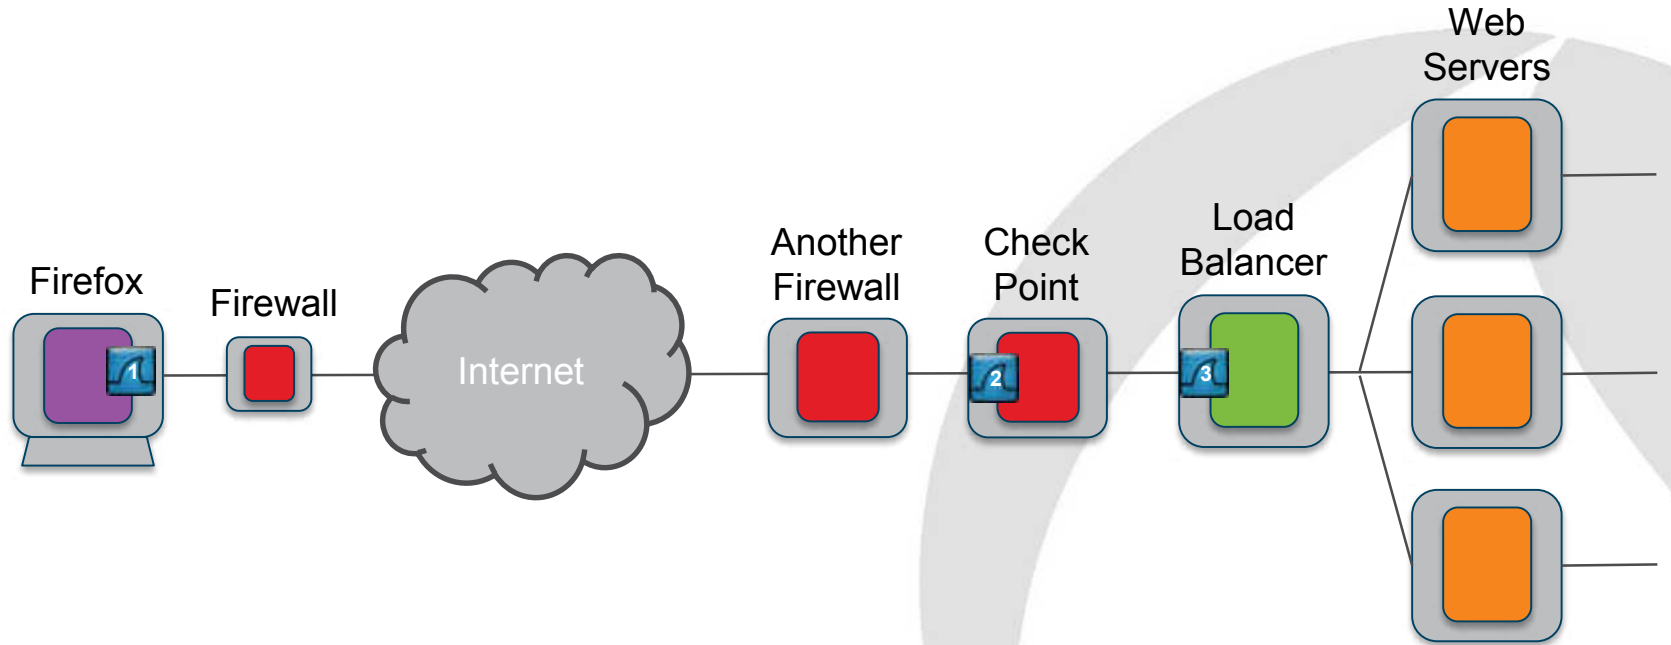 Web
Servers
Load
Balancer
Another
Firewall
Check
Point
Firefox
Firewall
Internet
1
2
3